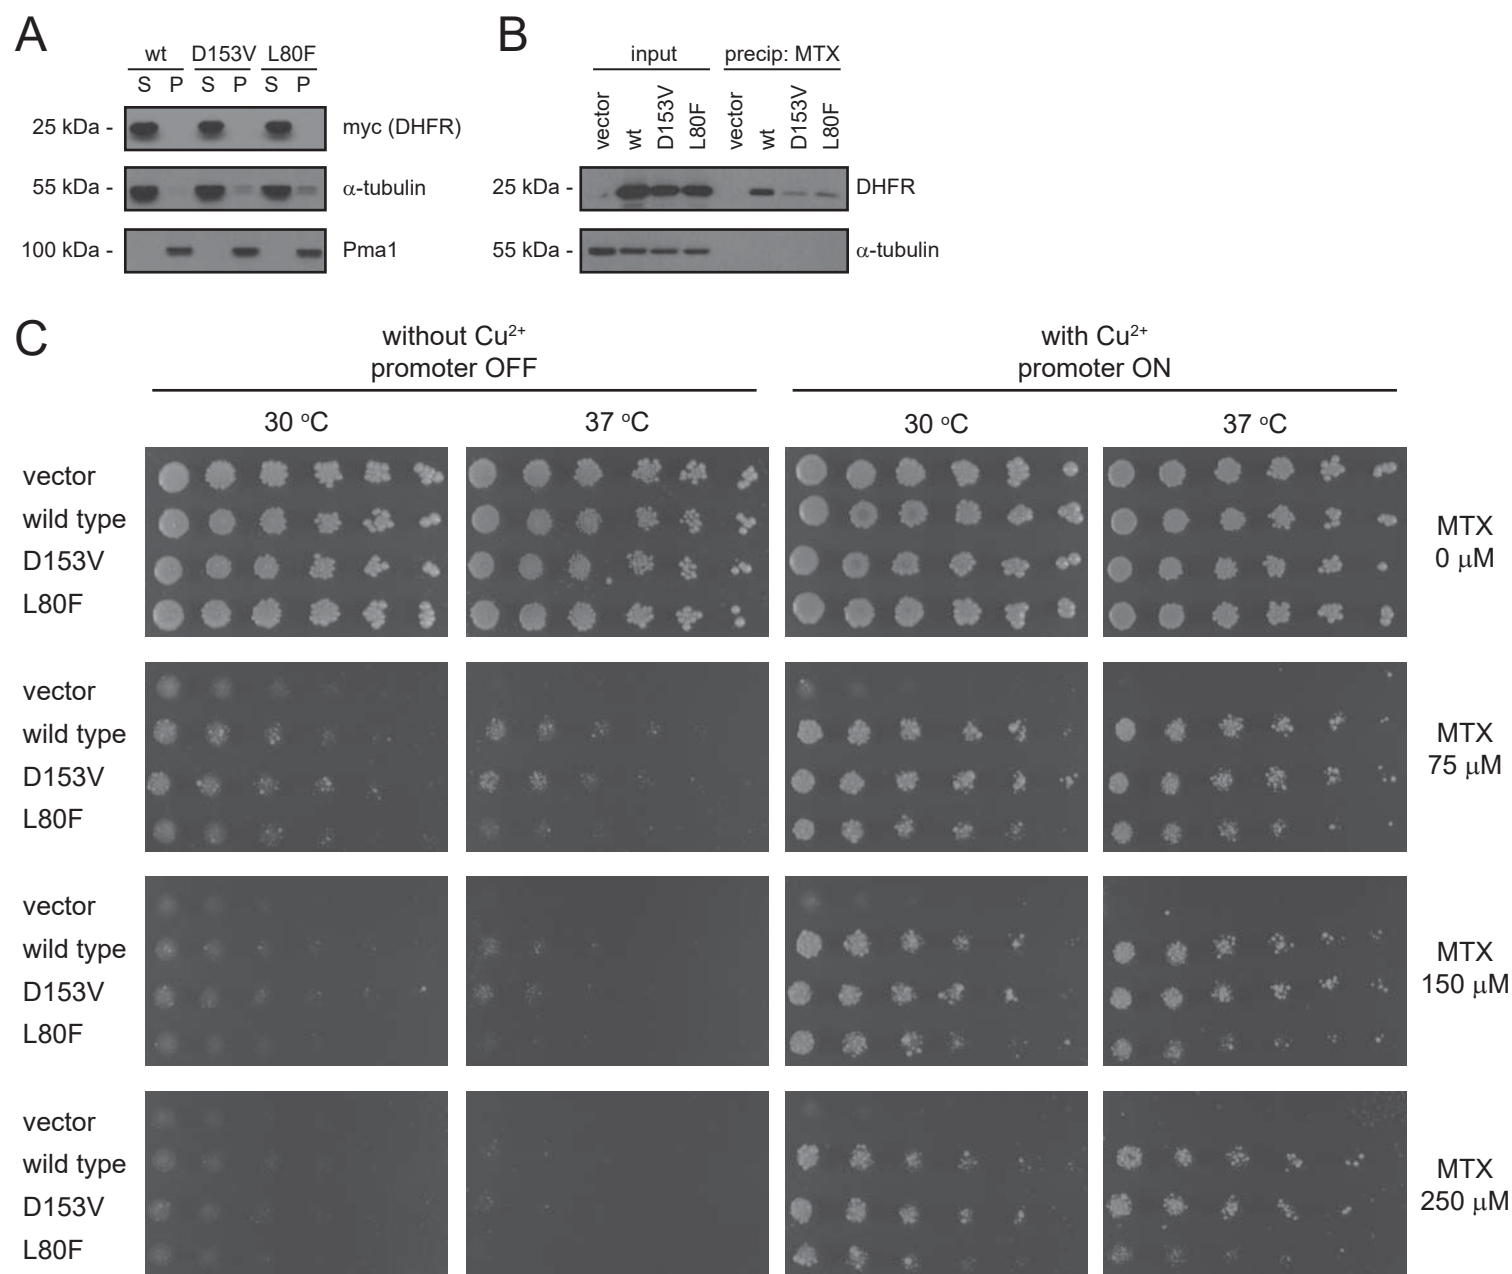 A
wt D153V L80F
S P S P S P
25 kDa - myc (DHFR)
55 kDa - α-tubulin
100 kDa - Pma1
B
input precip: MTX
vector wt D153V L80F vector wt D153V L80F
25 kDa - DHFR
55 kDa - α-tubulin
C
without Cu²⁺ with Cu²⁺
promoter OFF promoter ON
30 °C 37 °C 30 °C 37 °C
vector
wild type
D153V
L80F
MTX
0 μM
vector
wild type
D153V
L80F
MTX
75 μM
vector
wild type
D153V
L80F
MTX
150 μM
vector
wild type
D153V
L80F
MTX
250 μM